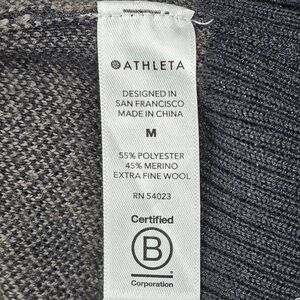 ATHLETA
DESIGNED IN
SAN FRANCISCO
MADE IN CHINA
M
55% POLYESTER
45% MERINO
EXTRA FINE WOOL
RN 54023
Certified
B
Corporation